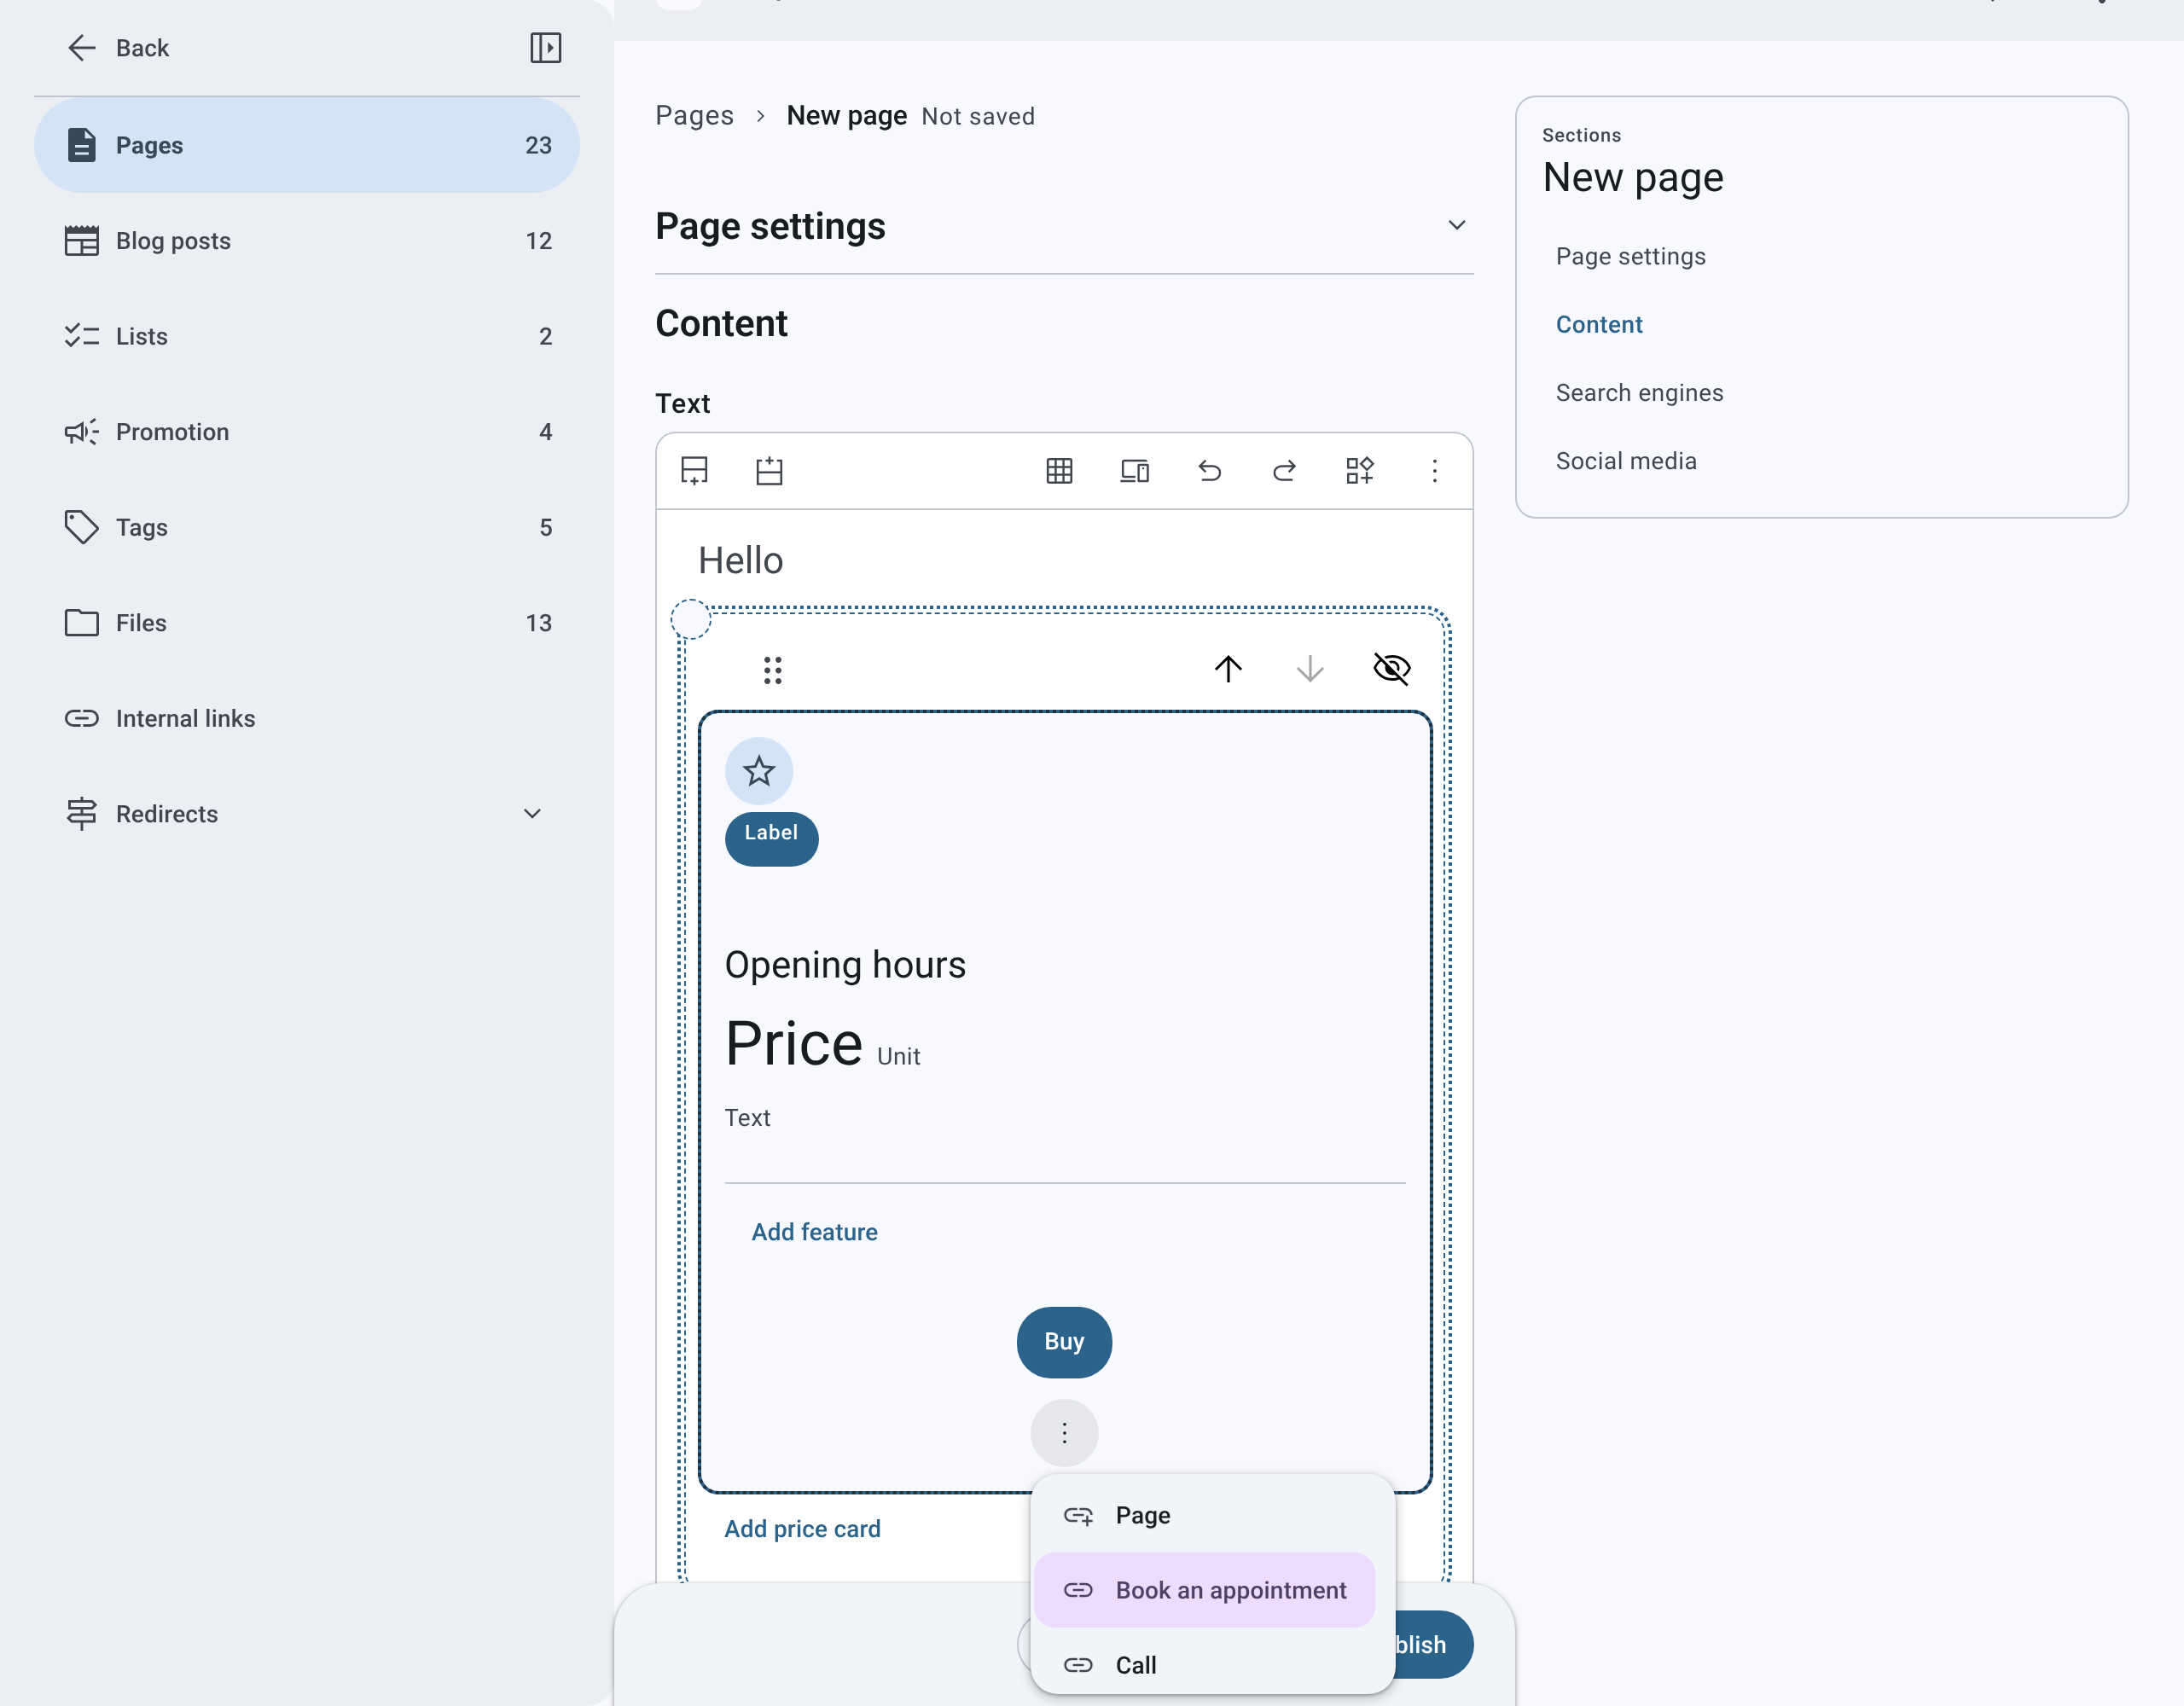 Back
Pages 23
Blog posts 12
Lists 2
Promotion 4
Tags 5
Files 13
Internal links
Redirects
Pages > New page Not saved
Page settings
Content
Text
Hello
Label
Opening hours
Price Unit
Text
Add feature
Buy
Add price card
Page
Book an appointment
Call
blish
Sections
New page
Page settings
Content
Search engines
Social media